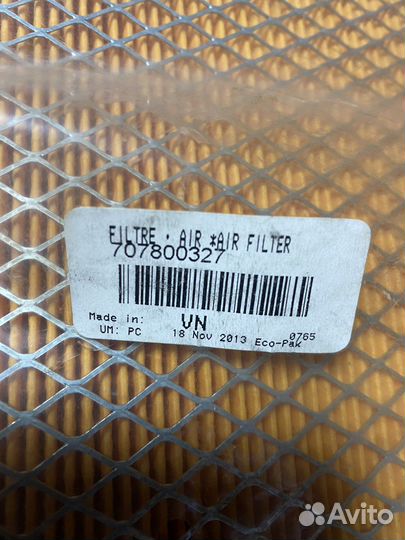 FILTRE · AIR *AIR FILTER
707800327
Made in: VN
UM: PC 18 Nov 2013 Eco-Pak 0765
Avito